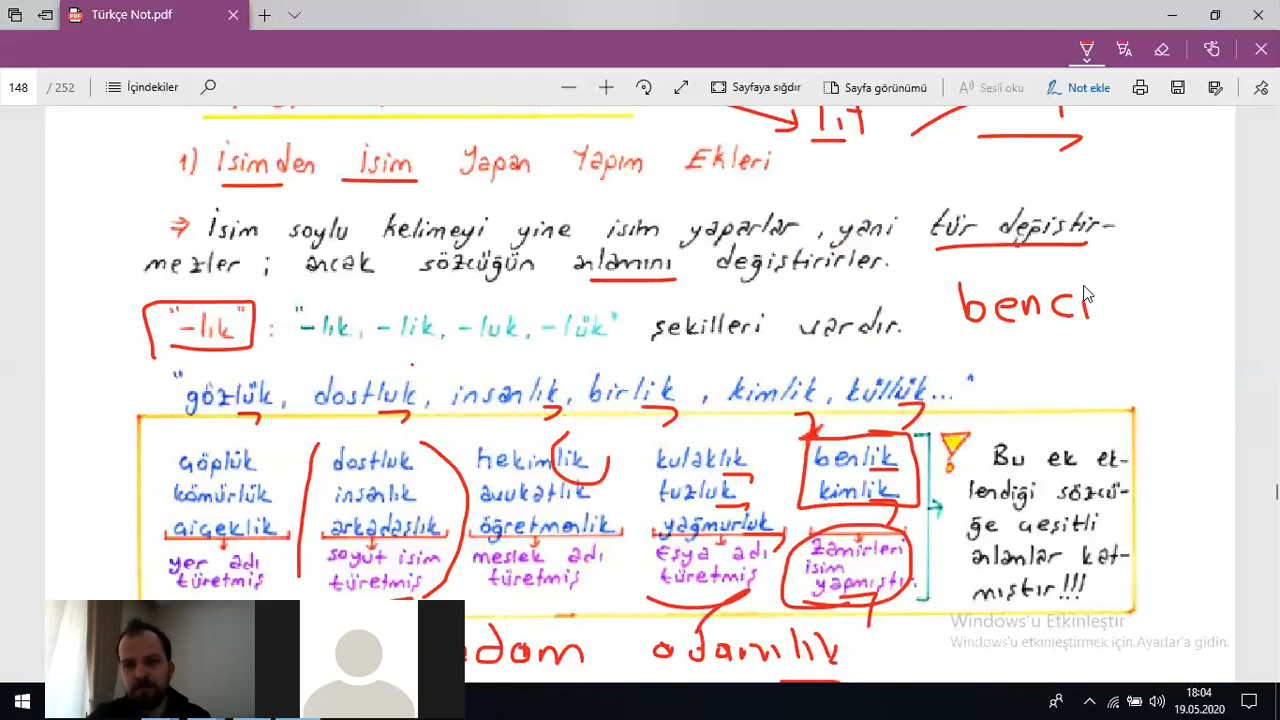 Türkçe Not.pdf
148 / 252
İçindekiler
Sayfaya sığdır
Sayfa görünümü
Sesli oku
Not ekle
1) İsimden İsim Yapan Yapım Ekleri
⇒ İsim soylu kelimeyi yine isim yaparlar, yani tür değiştir-
mezler; ancak sözcüğün anlamını değiştirirler.
benci
"-lık" : "-lık, -lik, -luk, -lük" şekilleri vardır.
"gözlük, dostluk, insanlık, birlik, kimlik, küllük..."
çöplük
kömürlük
çiçeklik
yer adı
türetmiş
dostluk
insanlık
arkadaşlık
soyut isim
türetmiş
hekimlik
avukatlık
öğretmenlik
meslek adı
türetmiş
kulaklık
tuzluk
yağmurluk
eşya adı
türetmiş
benlik
kimlik
zamirleri
isim
yapmıştır.
Bu ek ek-
lendiği sözcü-
ğe çeşitli
anlamlar kat-
mıştır!!!
adamlık
Windows'u Etkinleştir
Windows'u etkinleştirmek için Ayarlar'a gidin.
18:04
19.05.2020